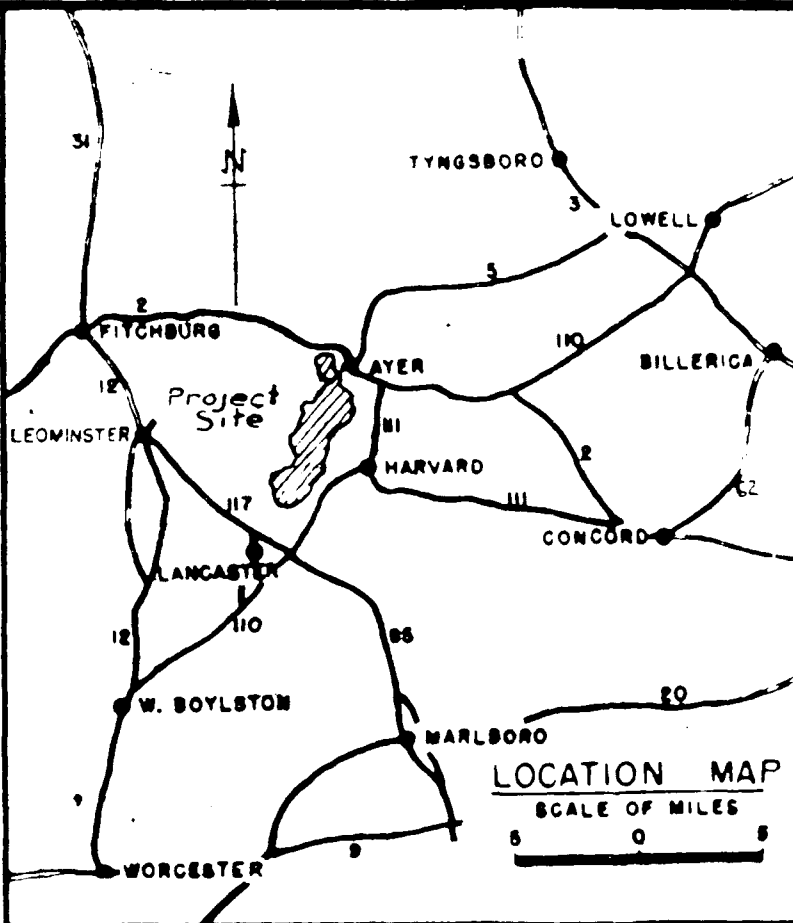 31
N
TYNGSBORO
3
LOWELL
5
2
FITCHBURG
110
AYER
BILLERICA
12
Project
Site
LEOMINSTER
111
HARVARD
2
117
111
62
CONCORD
LANCASTER
12
110
85
W. BOYLSTON
20
MARLBORO
LOCATION MAP
SCALE OF MILES
5 0 5
9
WORCESTER